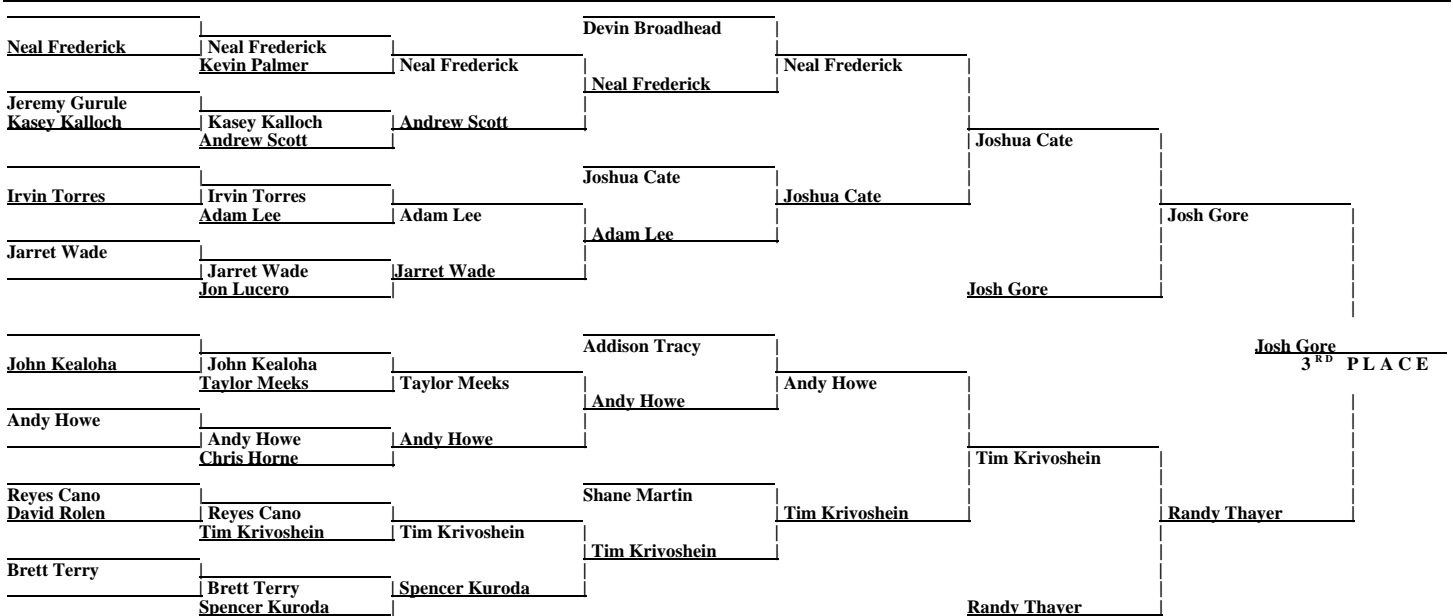 Devin Broadhead
Neal Frederick
Neal Frederick
Kevin Palmer
Neal Frederick
Neal Frederick
Neal Frederick
Jeremy Gurule
Kasey Kalloch
Kasey Kalloch
Andrew Scott
Andrew Scott
Joshua Cate
Irvin Torres
Irvin Torres
Adam Lee
Adam Lee
Joshua Cate
Joshua Cate
Adam Lee
Josh Gore
Jarret Wade
Jarret Wade
Jon Lucero
Jarret Wade
Josh Gore
John Kealoha
John Kealoha
Taylor Meeks
Taylor Meeks
Addison Tracy
Andy Howe
Andy Howe
Josh Gore
3RD PLACE
Andy Howe
Andy Howe
Chris Horne
Andy Howe
Tim Krivoshein
Reyes Cano
David Rolen
Reyes Cano
Tim Krivoshein
Tim Krivoshein
Shane Martin
Tim Krivoshein
Tim Krivoshein
Randy Thayer
Brett Terry
Brett Terry
Spencer Kuroda
Spencer Kuroda
Randy Thayer